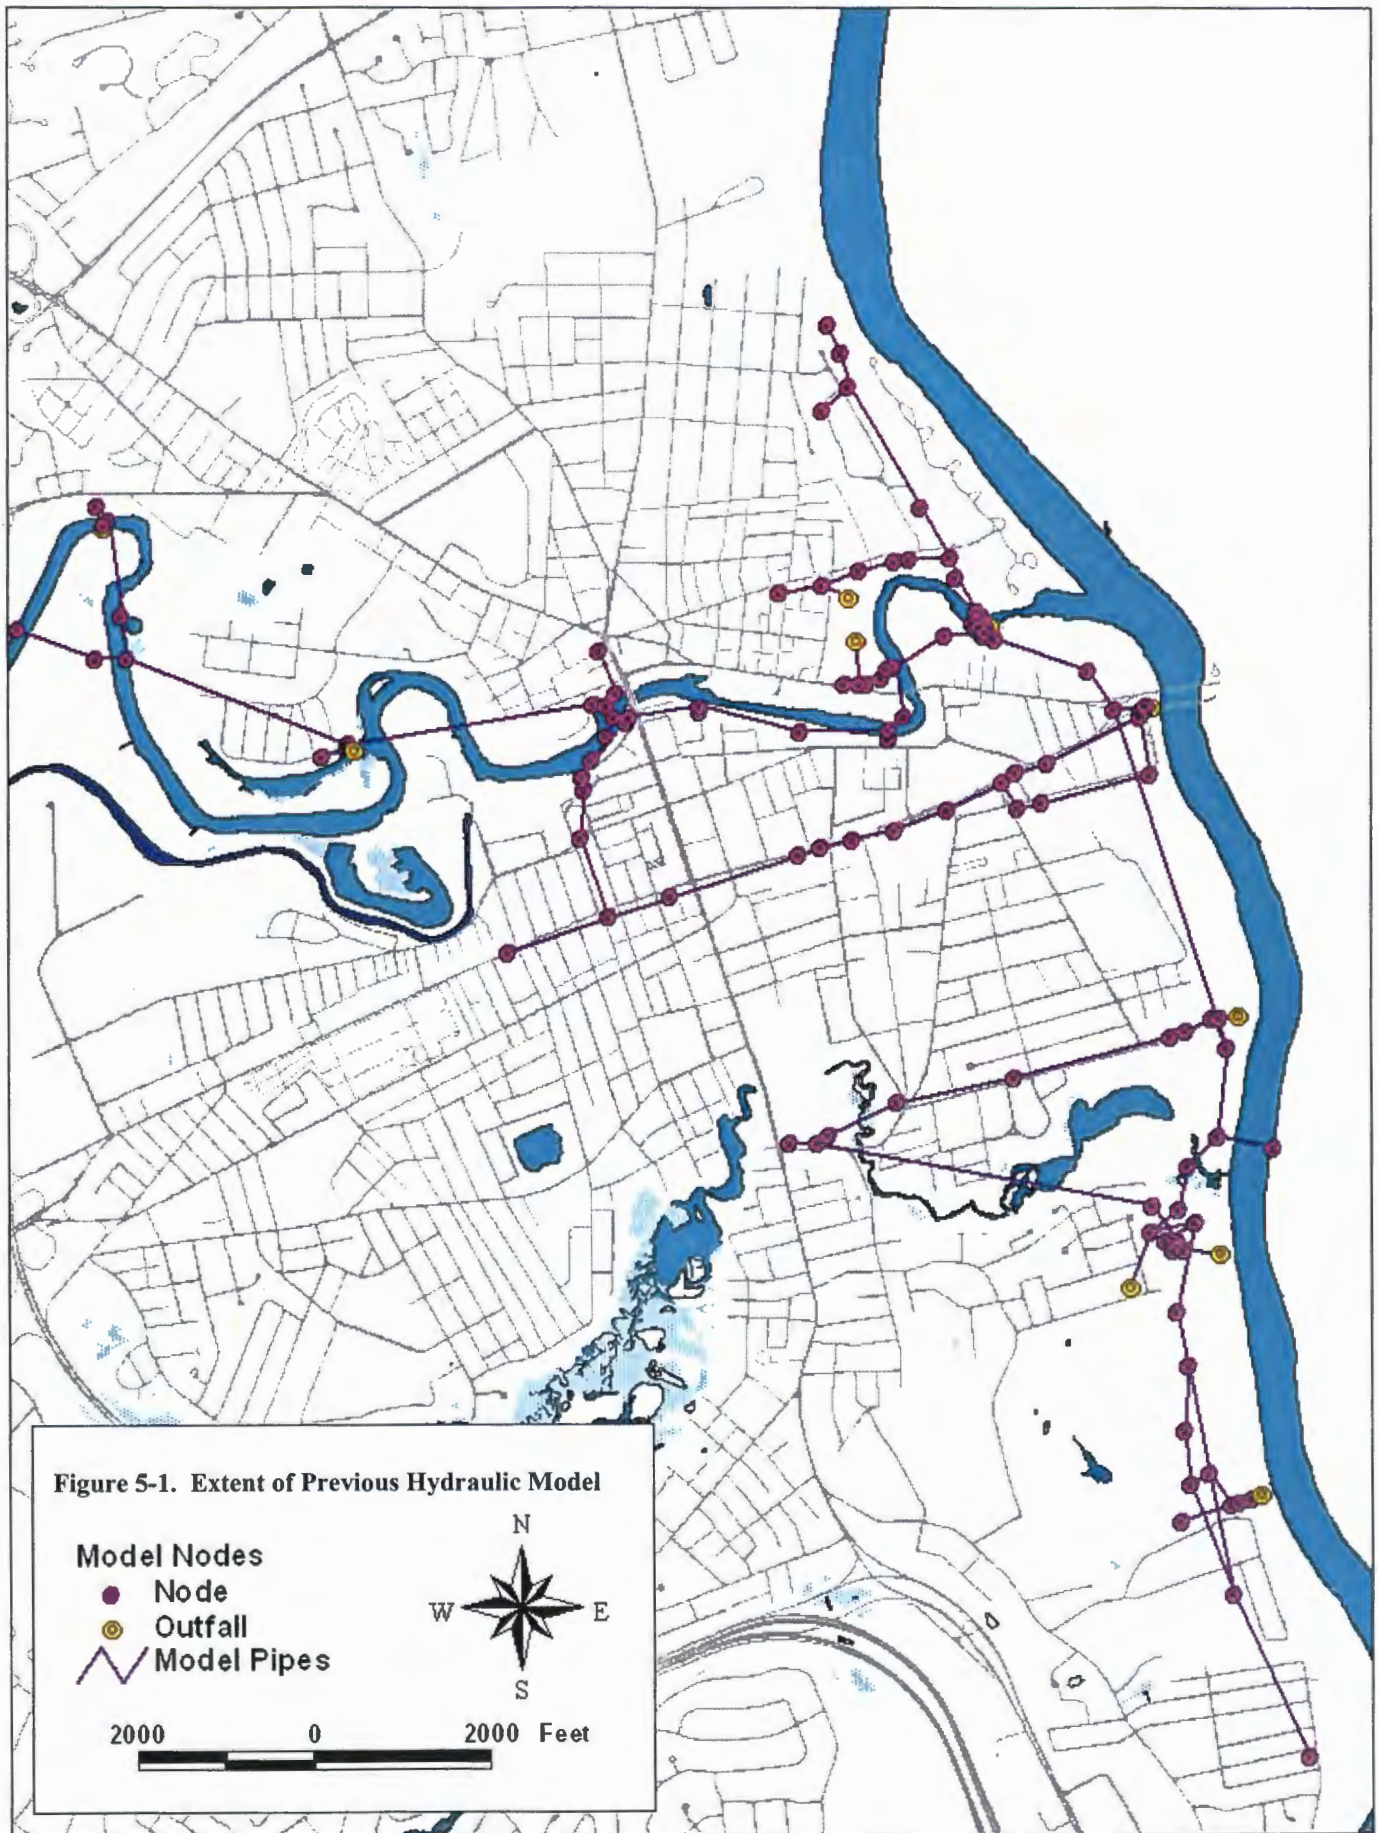 Figure 5-1. Extent of Previous Hydraulic Model
N
Model Nodes
Node
W E
Outfall
Model Pipes
S
2000 0 2000 Feet